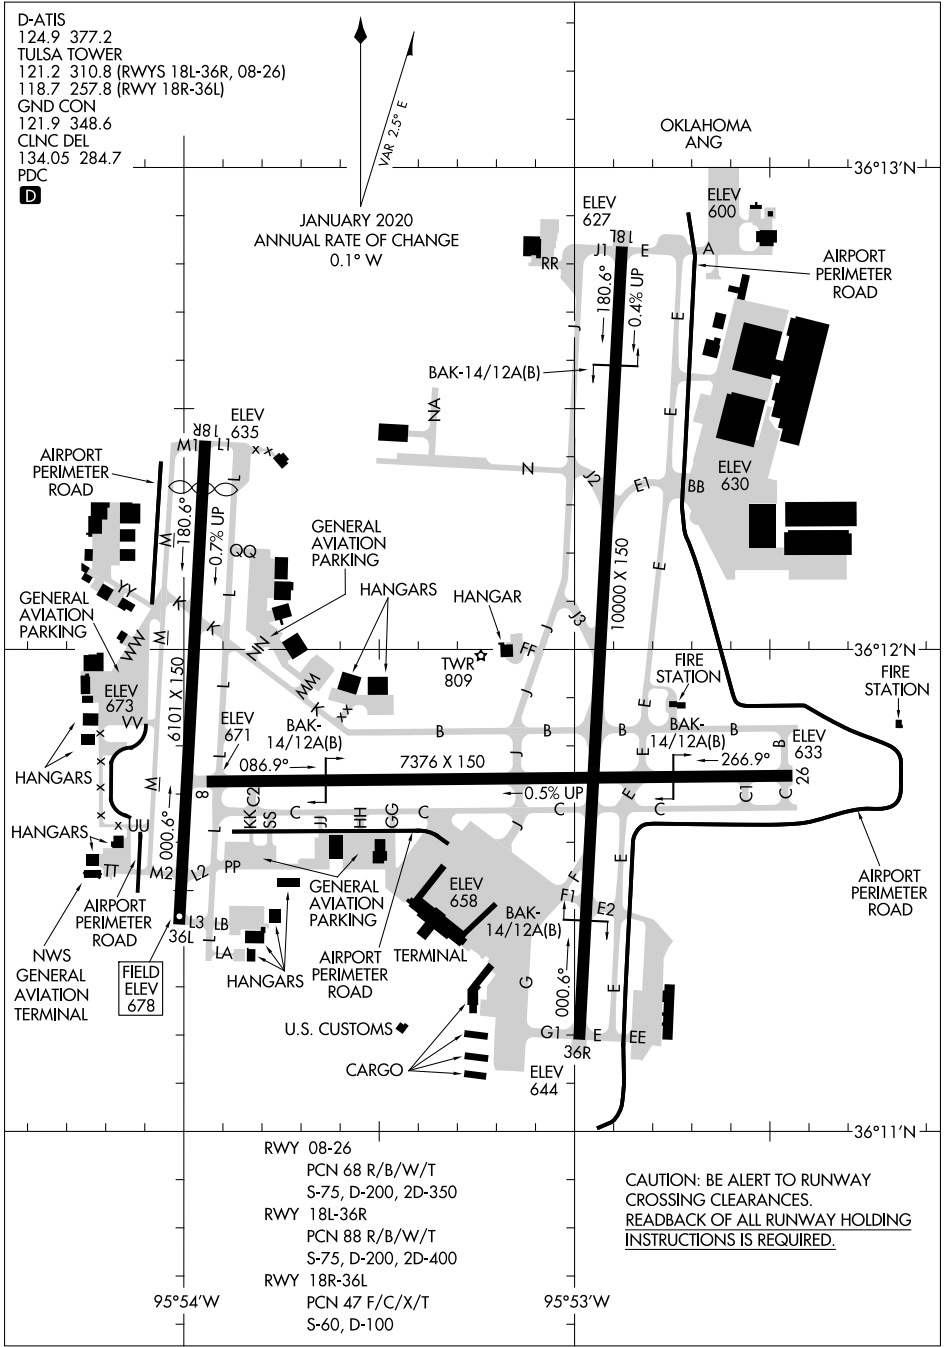 D-ATIS
124.9 377.2
TULSA TOWER
121.2 310.8 (RWYS 18L-36R, 08-26)
118.7 257.8 (RWY 18R-36L)
GND CON
121.9 348.6
CLNC DEL
134.05 284.7
PDC
D
VAR 2.5° E
JANUARY 2020
ANNUAL RATE OF CHANGE
0.1° W
OKLAHOMA
ANG
36°13'N
ELEV
627
ELEV
600
18L
J1
E
A
RR
AIRPORT
PERIMETER
ROAD
180.6°
0.4% UP
J
E
BAK-14/12A(B)
E
NA
ELEV
635
18R
M1
L1
x x
AIRPORT
PERIMETER
ROAD
L
N
J2
E1
BB
ELEV
630
180.6°
0.7% UP
M
QQ
GENERAL
AVIATION
PARKING
10000 X 150
E
YY
K
L
HANGARS
HANGAR
GENERAL
AVIATION
PARKING
K
NN
J
J3
WW
M
FF
36°12'N
TWR
809
FIRE
STATION
FIRE
STATION
ELEV
673
6101 X 150
L
MM
K
x x
J
E
VV
ELEV
671
BAK-
14/12A(B)
B
B
B
BAK-
14/12A(B)
B
B
ELEV
633
x
x
x
x
x
HANGARS
L
J
E
086.9°
7376 X 150
266.9°
26
M
8
0.5% UP
E
C1
C
KK
C2
SS
C
JJ
HH
GG
C
C
C
J
000.6°
L
UU
HANGARS
E
TT
M2
L2
PP
F
AIRPORT
PERIMETER
ROAD
GENERAL
AVIATION
PARKING
ELEV
658
F1
E2
BAK-
14/12A(B)
AIRPORT
PERIMETER
ROAD
36L
L3
LB
L
LA
NWS
GENERAL
AVIATION
TERMINAL
FIELD
ELEV
678
HANGARS
AIRPORT
PERIMETER
ROAD
TERMINAL
G
000.6°
E
U.S. CUSTOMS
G1
E
EE
36R
CARGO
ELEV
644
36°11'N
RWY 08-26
PCN 68 R/B/W/T
S-75, D-200, 2D-350
RWY 18L-36R
PCN 88 R/B/W/T
S-75, D-200, 2D-400
RWY 18R-36L
PCN 47 F/C/X/T
S-60, D-100
CAUTION: BE ALERT TO RUNWAY
CROSSING CLEARANCES.
READBACK OF ALL RUNWAY HOLDING
INSTRUCTIONS IS REQUIRED.
95°54'W
95°53'W